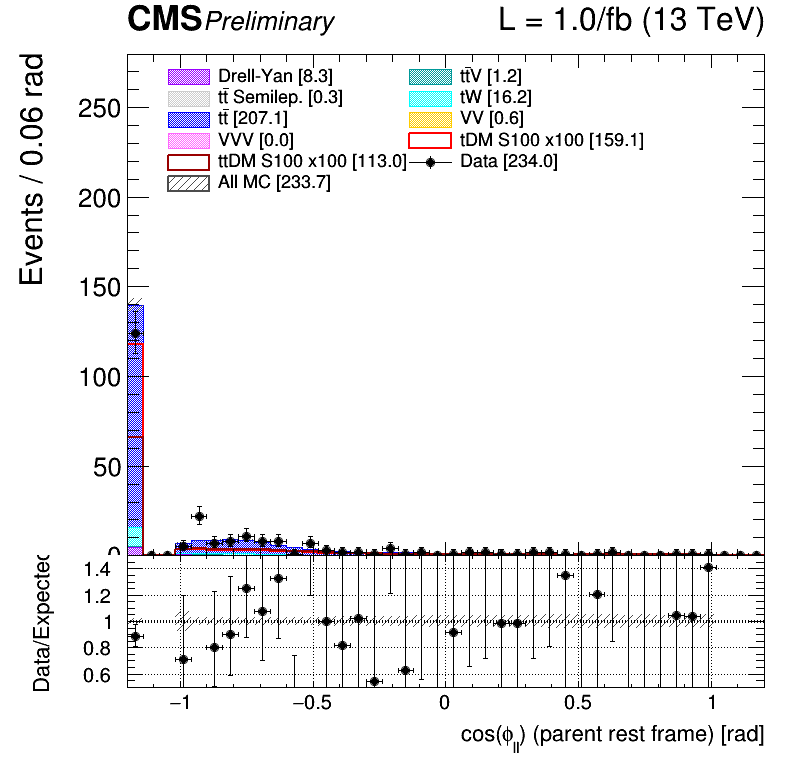 CMS Preliminary L = 1.0/fb (13 TeV)
Events / 0.06 rad
Drell-Yan [8.3]
tt̄ Semilep. [0.3]
tt̄ [207.1]
VVV [0.0]
ttDM S100 x100 [113.0]
All MC [233.7]
tt̄V [1.2]
tW [16.2]
VV [0.6]
tDM S100 x100 [159.1]
Data [234.0]
250
200
150
100
50
0
Data/Expected
1.4
1.2
1
0.8
0.6
−1 −0.5 0 0.5 1
cos(ϕ_ll) (parent rest frame) [rad]